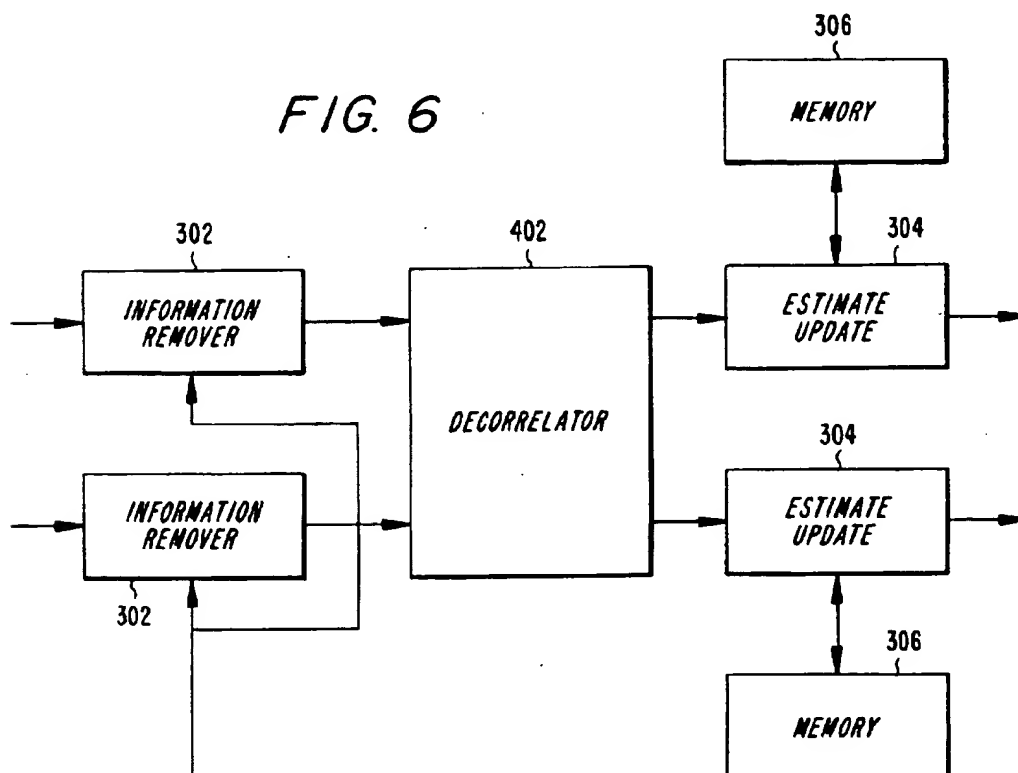 FIG. 6
306
MEMORY
302
INFORMATION
REMOVER
402
DECORRELATOR
304
ESTIMATE
UPDATE
INFORMATION
REMOVER
302
304
ESTIMATE
UPDATE
306
MEMORY